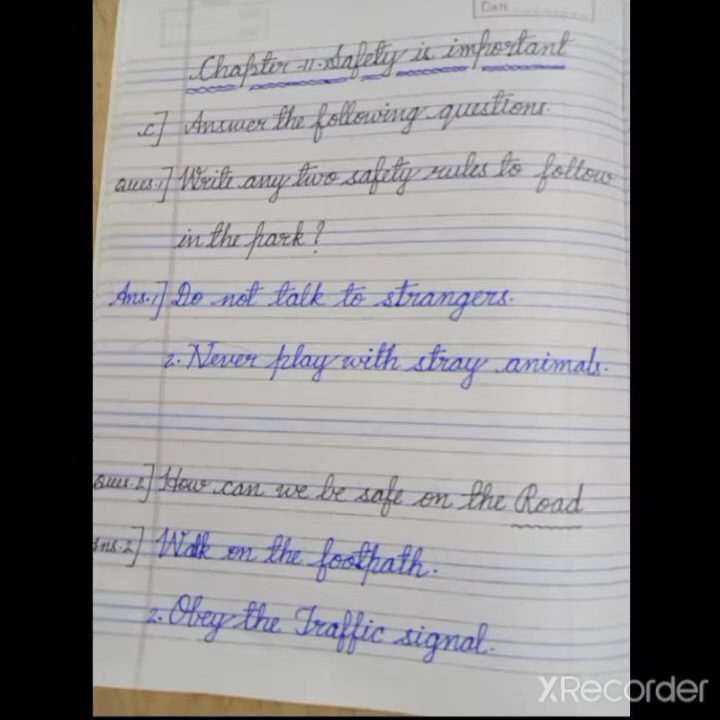 DATE
Chapter-11. Safety is important
c] Answer the following questions.
ques.1] Write any two safety rules to follow
in the park?
Ans.1] Do not talk to strangers.
2. Never play with stray animals.
Ques.2] How can we be safe on the Road
Ans.2] Walk on the footpath.
2. Obey the Traffic signal.
XRecorder